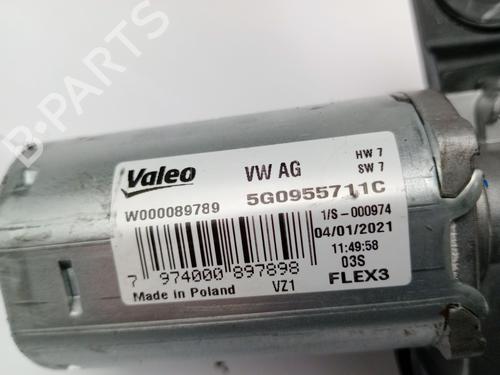 Valeo VW AG HW 7
SW 7
W000089789 5G0955711C
1/S-000974
04/01/2021
11:49:58
7 974000 897898 03S
Made in Poland VZ1 FLEX3
B-PARTS